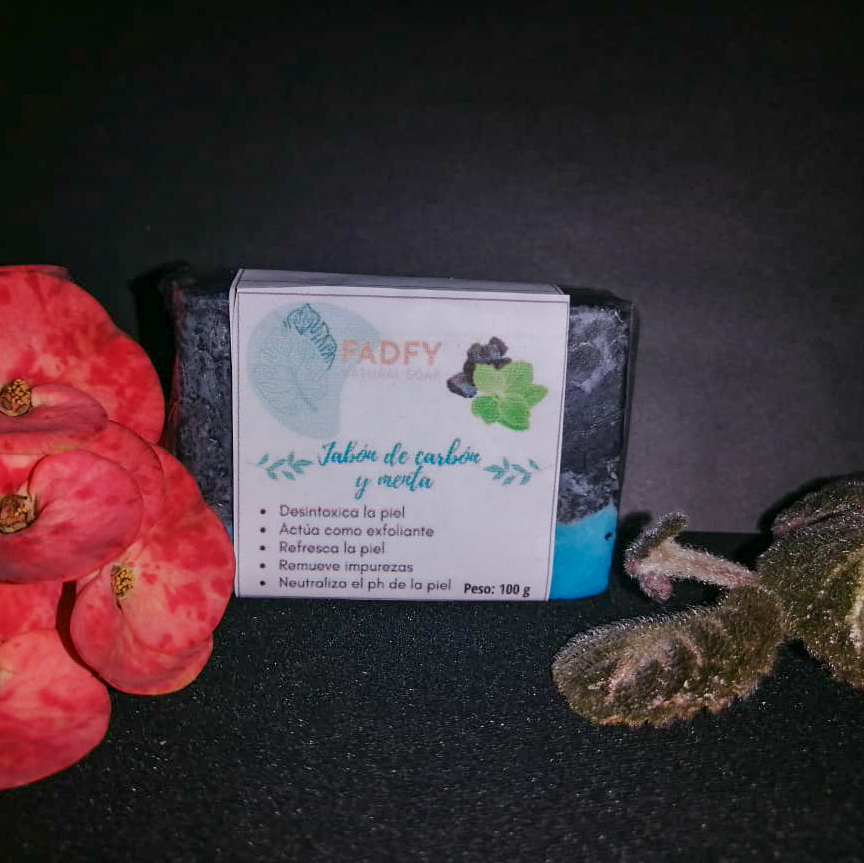 FADFY
NATURAL SOAP
Jabón de carbón
y menta
• Desintoxica la piel
• Actúa como exfoliante
• Refresca la piel
• Remueve impurezas
• Neutraliza el ph de la piel
Peso: 100 g